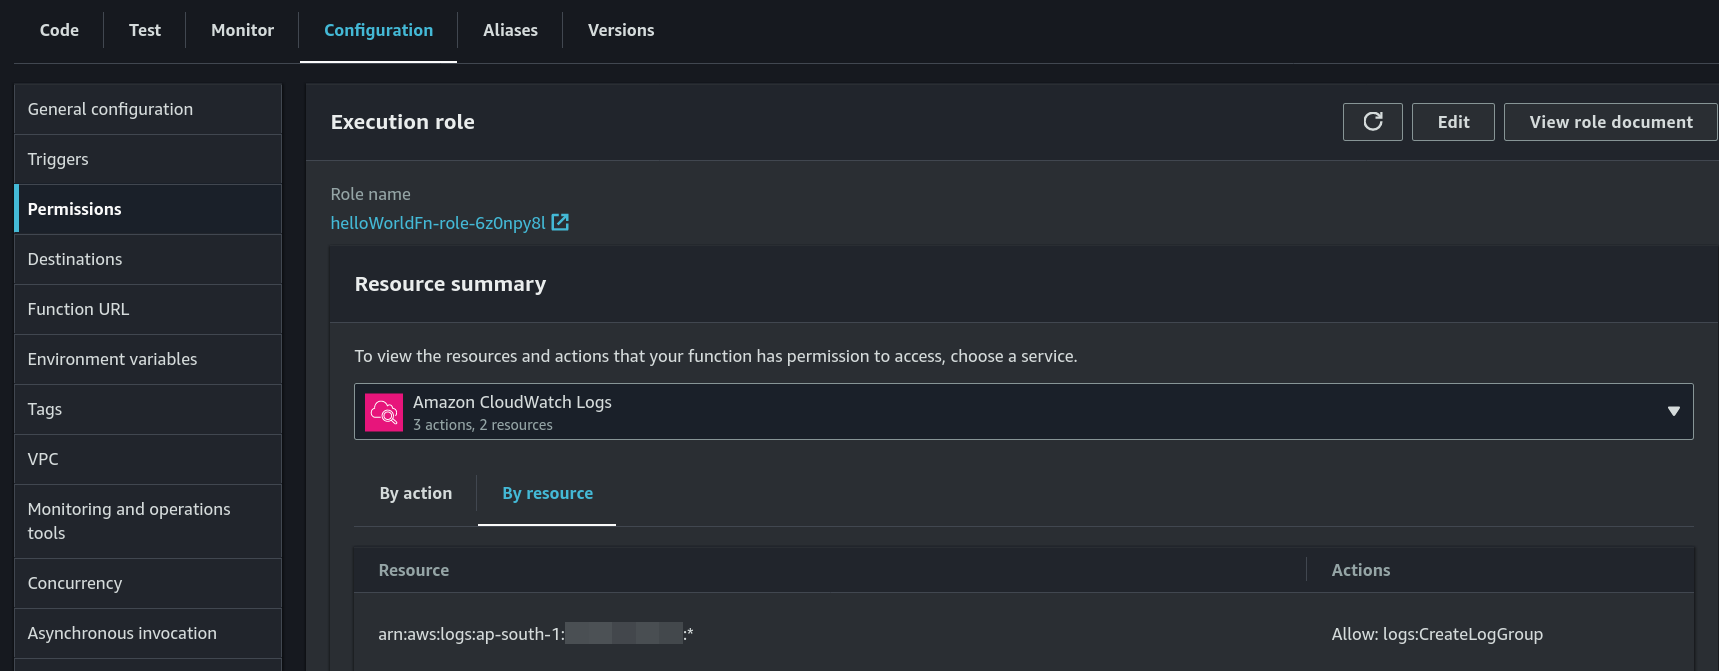 Code Test Monitor Configuration Aliases Versions
General configuration
Triggers
Permissions
Destinations
Function URL
Environment variables
Tags
VPC
Monitoring and operations
tools
Concurrency
Asynchronous invocation
Execution role
Edit
View role document
Role name
helloWorldFn-role-6z0npy8l
Resource summary
To view the resources and actions that your function has permission to access, choose a service.
Amazon CloudWatch Logs
3 actions, 2 resources
By action By resource
Resource Actions
arn:aws:logs:ap-south-1: :* Allow: logs:CreateLogGroup